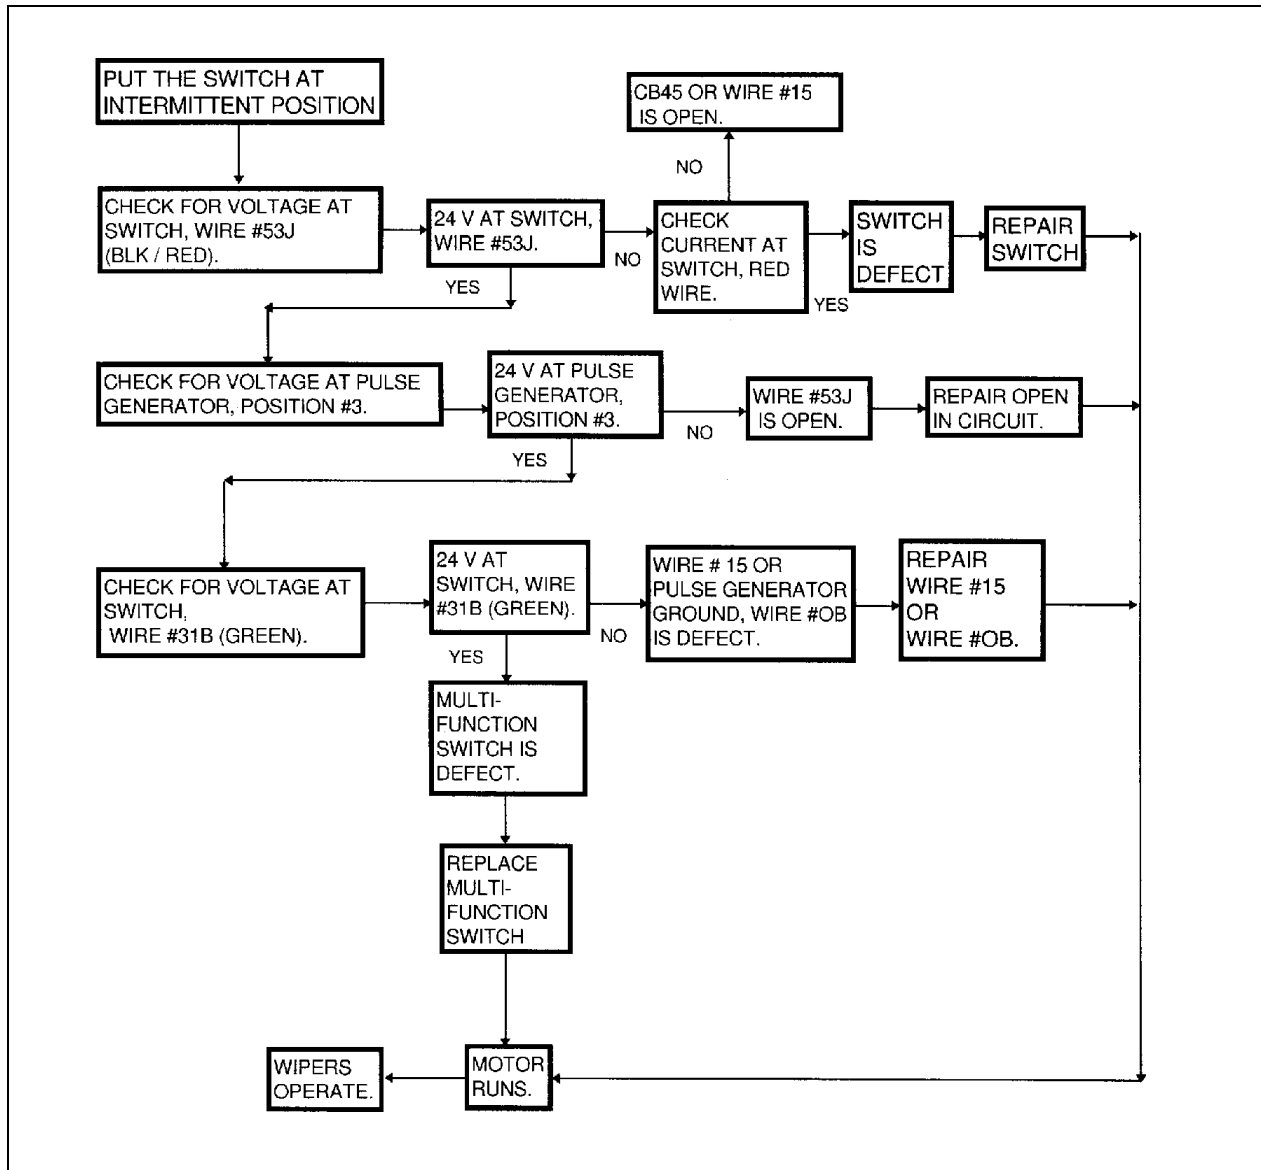 PUT THE SWITCH AT
INTERMITTENT POSITION
CB45 OR WIRE #15
IS OPEN.
NO
CHECK FOR VOLTAGE AT
SWITCH, WIRE #53J
(BLK / RED).
24 V AT SWITCH,
WIRE #53J.
NO
YES
CHECK
CURRENT AT
SWITCH, RED
WIRE.
YES
SWITCH
IS
DEFECT
REPAIR
SWITCH
CHECK FOR VOLTAGE AT PULSE
GENERATOR, POSITION #3.
24 V AT PULSE
GENERATOR,
POSITION #3.
NO
YES
WIRE #53J
IS OPEN.
REPAIR OPEN
IN CIRCUIT.
CHECK FOR VOLTAGE AT
SWITCH,
WIRE #31B (GREEN).
24 V AT
SWITCH, WIRE
#31B (GREEN).
NO
YES
WIRE # 15 OR
PULSE GENERATOR
GROUND, WIRE #OB
IS DEFECT.
REPAIR
WIRE #15
OR
WIRE #OB.
MULTI-
FUNCTION
SWITCH IS
DEFECT.
REPLACE
MULTI-
FUNCTION
SWITCH
WIPERS
OPERATE.
MOTOR
RUNS.